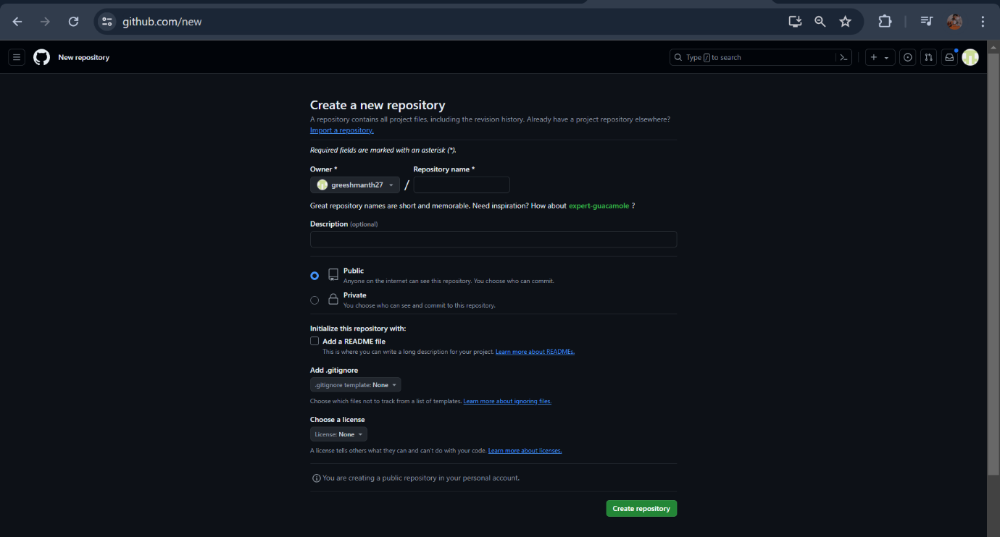 github.com/new
New repository
Type / to search
Create a new repository
A repository contains all project files, including the revision history. Already have a project repository elsewhere?
Import a repository.
Required fields are marked with an asterisk (*).
Owner * Repository name *
greeshmanth27 /
Great repository names are short and memorable. Need inspiration? How about expert-guacamole ?
Description (optional)
Public
Anyone on the internet can see this repository. You choose who can commit.
Private
You choose who can see and commit to this repository.
Initialize this repository with:
Add a README file
This is where you can write a long description for your project. Learn more about READMEs.
Add .gitignore
.gitignore template: None
Choose which files not to track from a list of templates. Learn more about ignoring files.
Choose a license
License: None
A license tells others what they can and can't do with your code. Learn more about licenses.
You are creating a public repository in your personal account.
Create repository